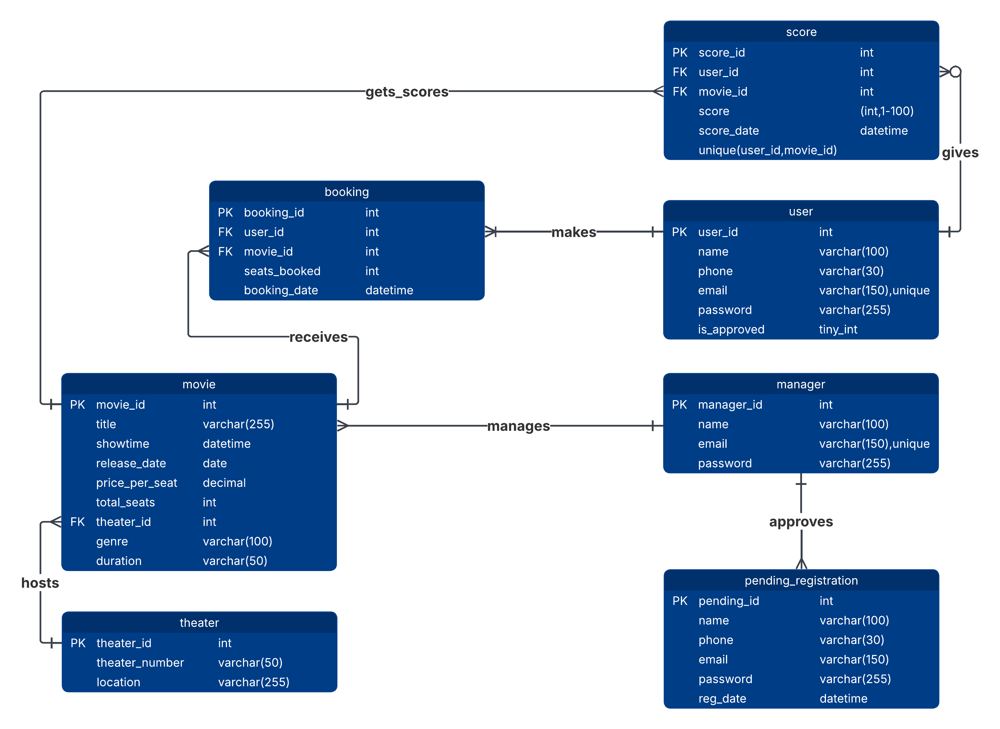 score
PK score_id int
FK user_id int
FK movie_id int
score (int,1-100)
score_date datetime
unique(user_id,movie_id)
gets_scores
gives
booking
PK booking_id int
FK user_id int
FK movie_id int
seats_booked int
booking_date datetime
makes
user
PK user_id int
name varchar(100)
phone varchar(30)
email varchar(150),unique
password varchar(255)
is_approved tiny_int
receives
movie
PK movie_id int
title varchar(255)
showtime datetime
release_date date
price_per_seat decimal
total_seats int
FK theater_id int
genre varchar(100)
duration varchar(50)
manages
manager
PK manager_id int
name varchar(100)
email varchar(150),unique
password varchar(255)
approves
hosts
theater
PK theater_id int
theater_number varchar(50)
location varchar(255)
pending_registration
PK pending_id int
name varchar(100)
phone varchar(30)
email varchar(150)
password varchar(255)
reg_date datetime